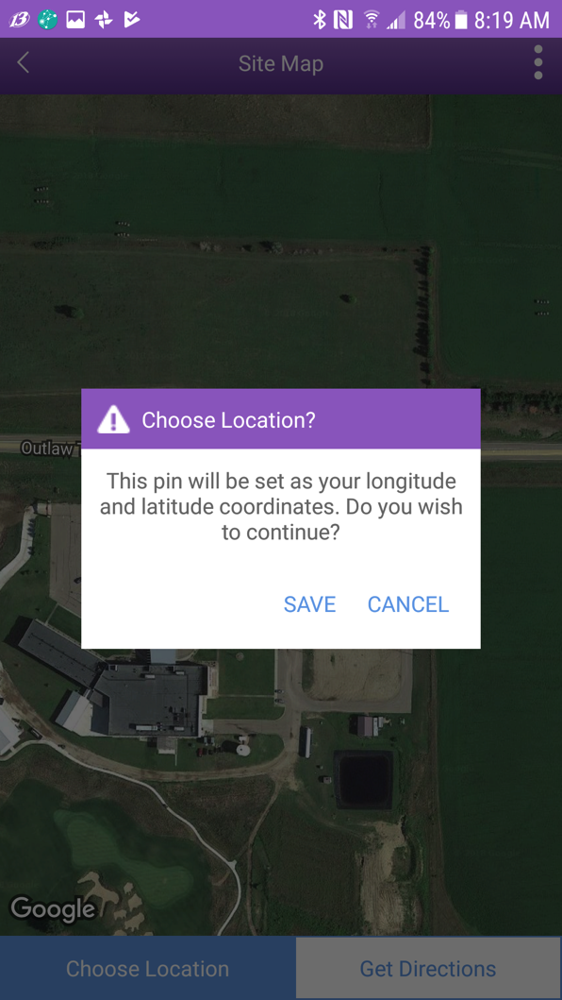 84% 8:19 AM
Site Map
Choose Location?
Outlaw
This pin will be set as your longitude
and latitude coordinates. Do you wish
to continue?
SAVE CANCEL
Google
Choose Location Get Directions